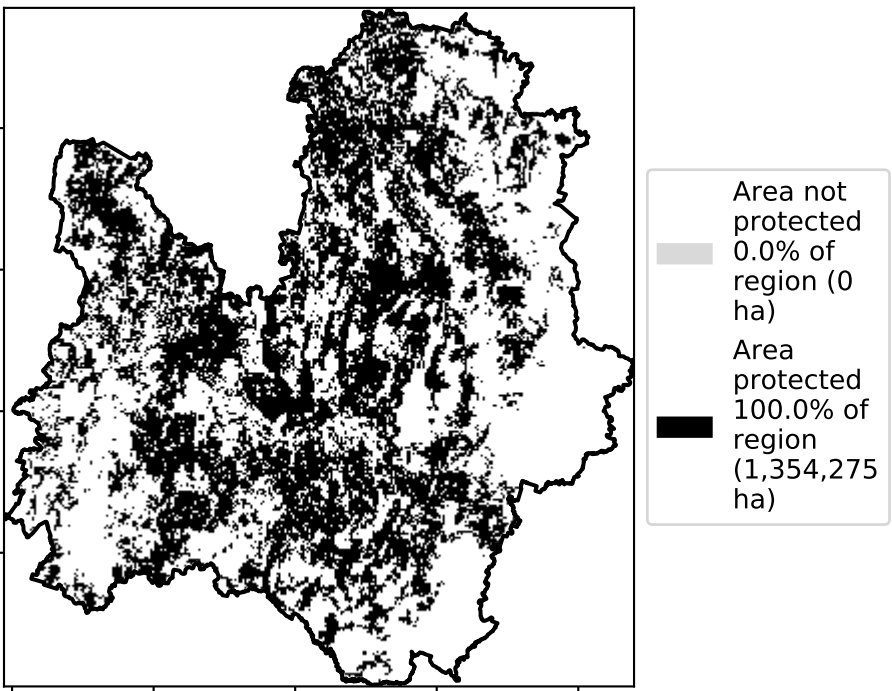 Area not
protected
0.0% of
region (0
ha)
Area
protected
100.0% of
region
(1,354,275
ha)